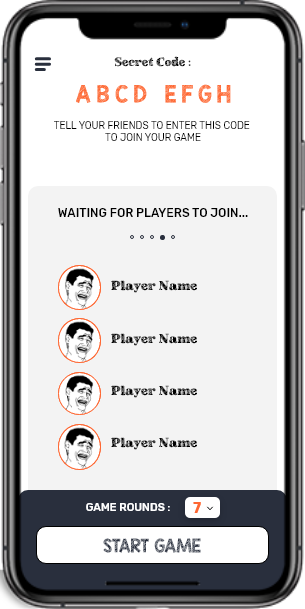 Secret Code :
ABCD EFGH
TELL YOUR FRIENDS TO ENTER THIS CODE
TO JOIN YOUR GAME
WAITING FOR PLAYERS TO JOIN...
Player Name
Player Name
Player Name
Player Name
GAME ROUNDS : 7
START GAME